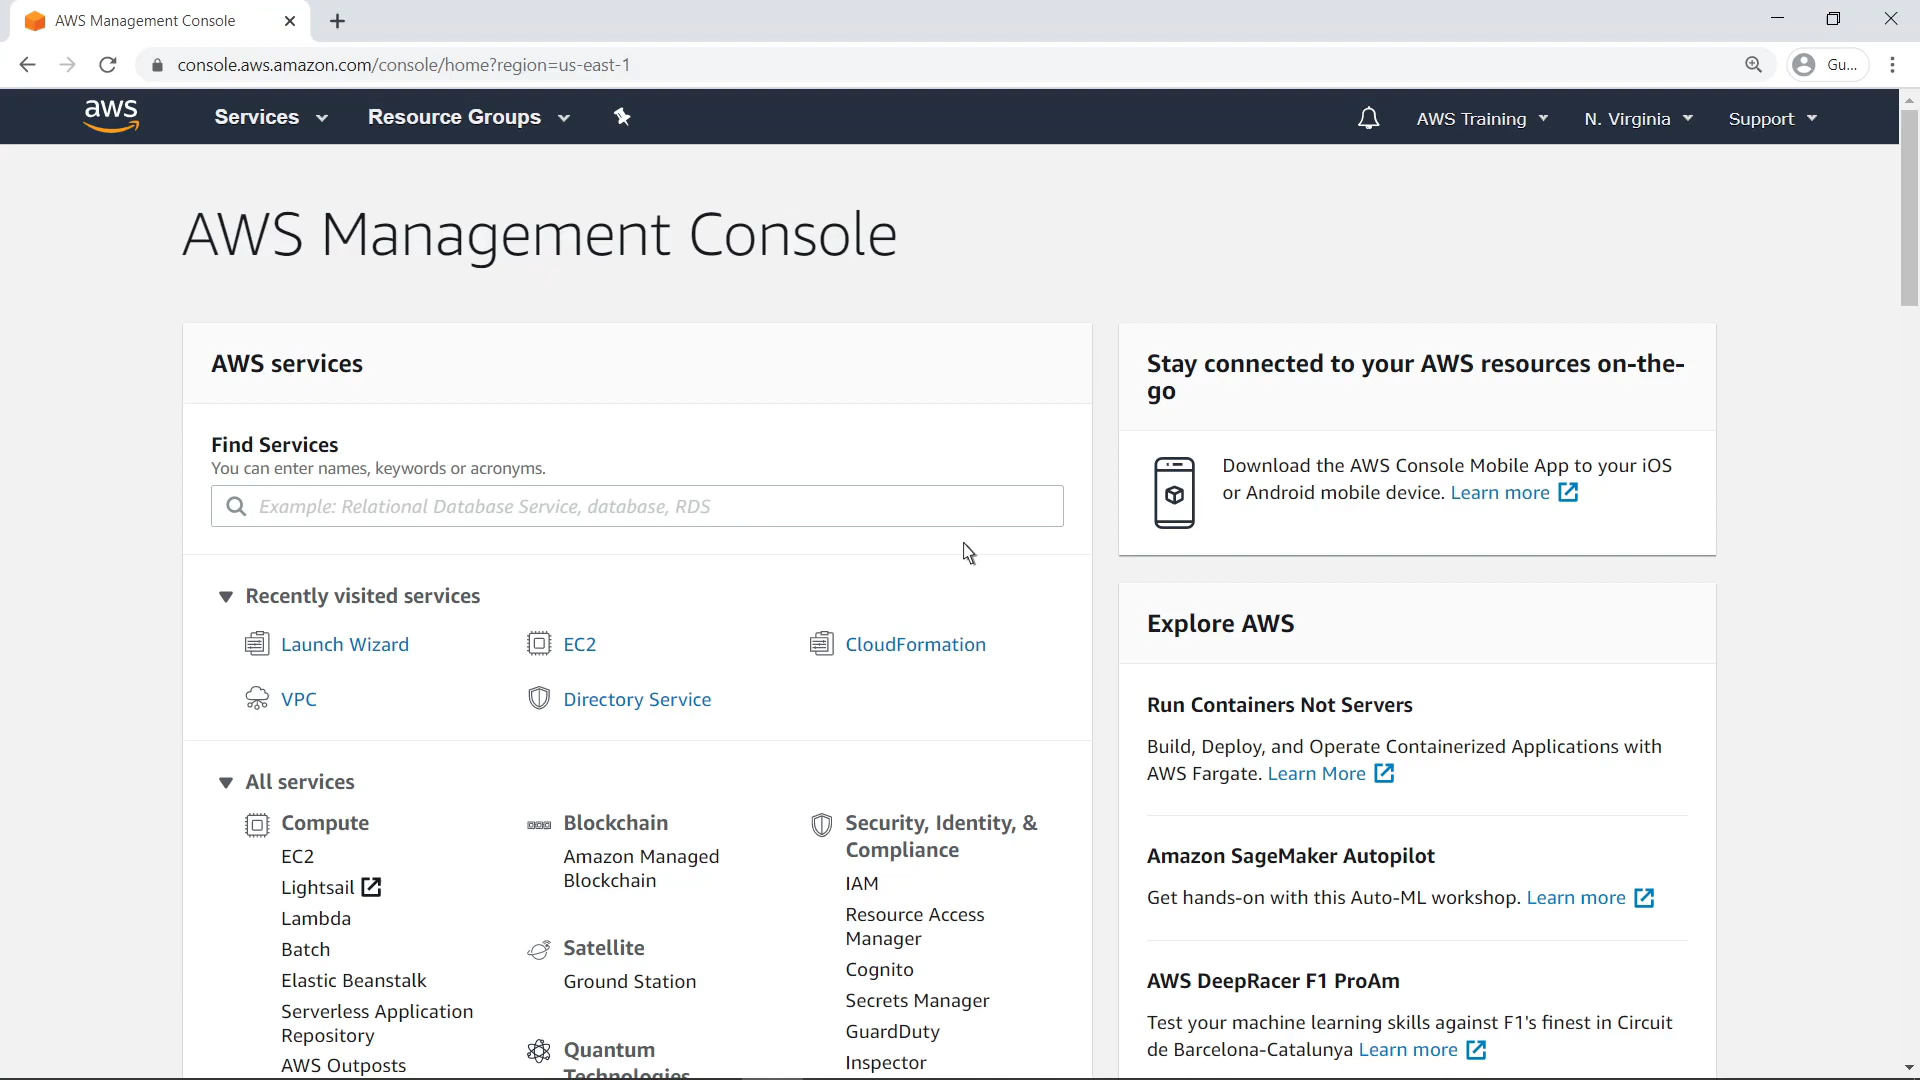 AWS Management Console
console.aws.amazon.com/console/home?region=us-east-1
Gu...
aws
Services
Resource Groups
AWS Training
N. Virginia
Support
AWS Management Console
AWS services
Find Services
You can enter names, keywords or acronyms.
Example: Relational Database Service, database, RDS
Recently visited services
Launch Wizard
EC2
CloudFormation
VPC
Directory Service
All services
Compute
EC2
Lightsail
Lambda
Batch
Elastic Beanstalk
Serverless Application
Repository
AWS Outposts
Blockchain
Amazon Managed
Blockchain
Satellite
Ground Station
Quantum
Technologies
Security, Identity, &
Compliance
IAM
Resource Access
Manager
Cognito
Secrets Manager
GuardDuty
Inspector
Stay connected to your AWS resources on-the-
go
Download the AWS Console Mobile App to your iOS
or Android mobile device. Learn more
Explore AWS
Run Containers Not Servers
Build, Deploy, and Operate Containerized Applications with
AWS Fargate. Learn More
Amazon SageMaker Autopilot
Get hands-on with this Auto-ML workshop. Learn more
AWS DeepRacer F1 ProAm
Test your machine learning skills against F1's finest in Circuit
de Barcelona-Catalunya Learn more